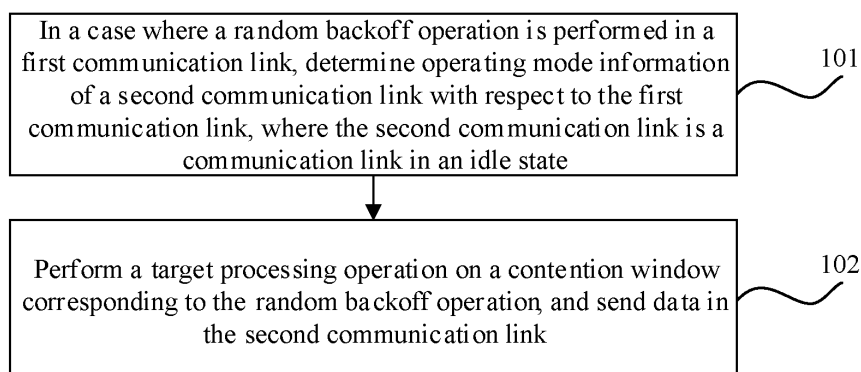 In a case where a random backoff operation is performed in a
first communication link, determine operating mode information
of a second communication link with respect to the first
communication link, where the second communication link is a
communication link in an idle state
101
Perform a target processing operation on a contention window
corresponding to the random backoff operation, and send data in
the second communication link
102